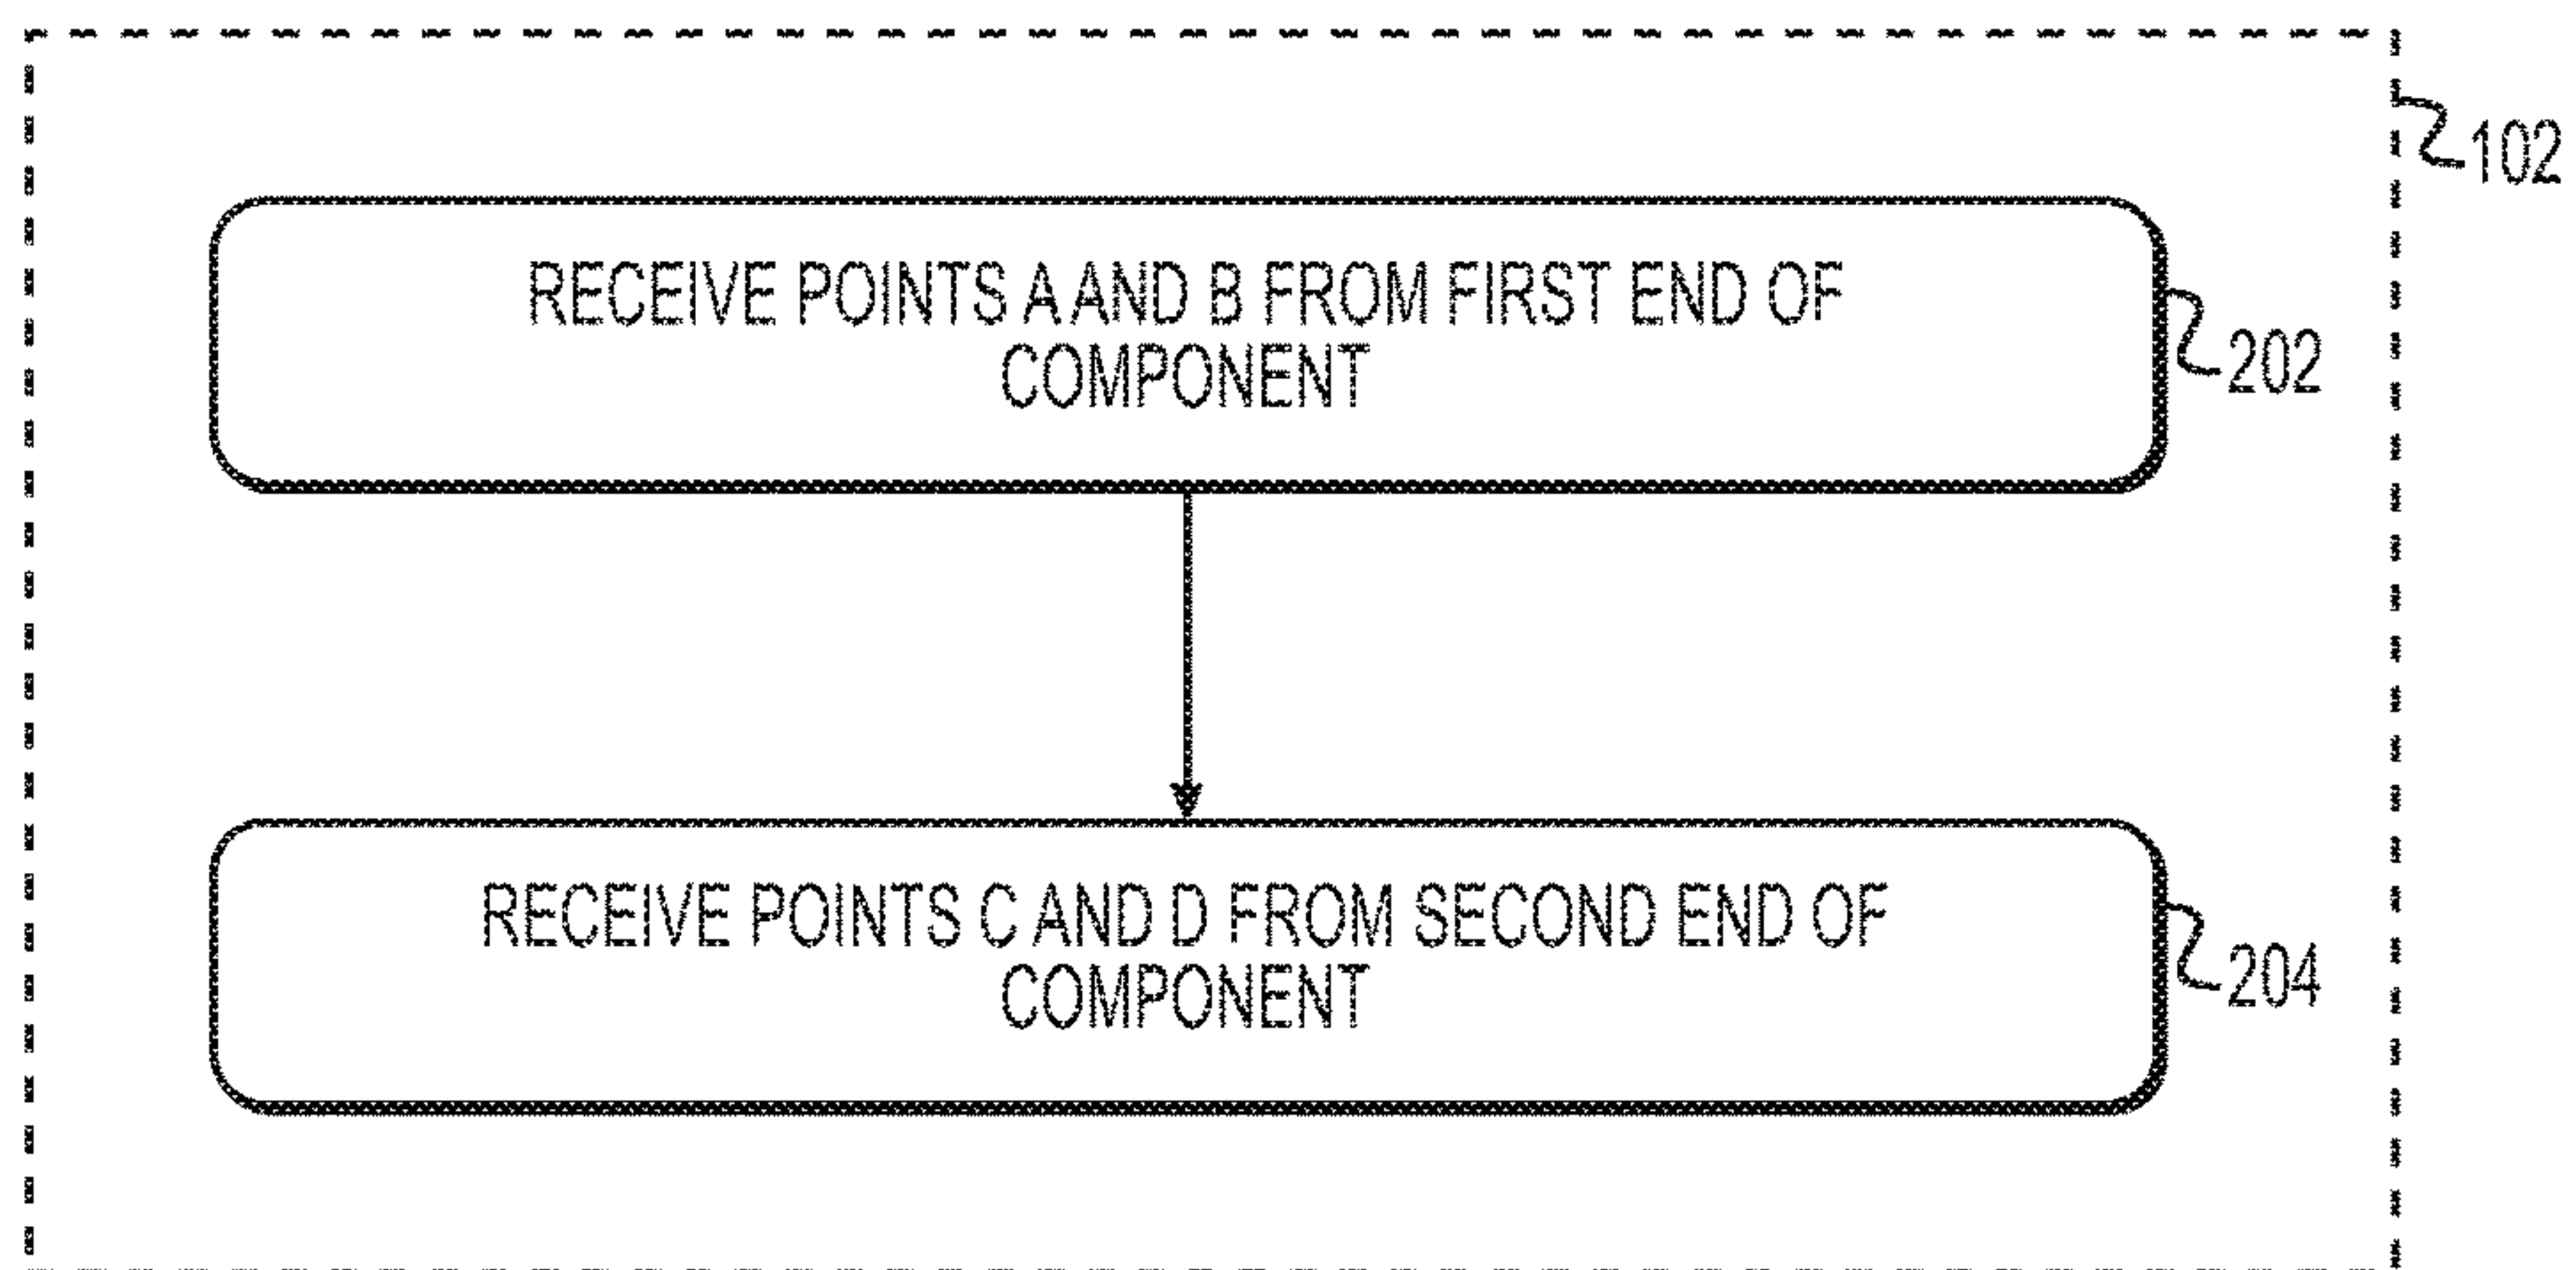 102
RECEIVE POINTS A AND B FROM FIRST END OF
COMPONENT
202
RECEIVE POINTS C AND D FROM SECOND END OF
COMPONENT
204